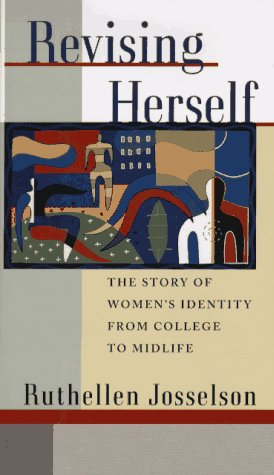 Revising
Herself
THE STORY OF
WOMEN'S IDENTITY
FROM COLLEGE
TO MIDLIFE
Ruthellen Josselson